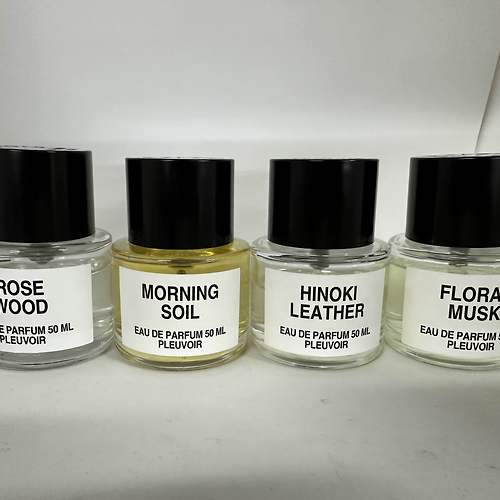 ROSE
WOOD
DE PARFUM 50 ML
PLEUVOIR
MORNING
SOIL
EAU DE PARFUM 50 ML
PLEUVOIR
HINOKI
LEATHER
EAU DE PARFUM 50 ML
PLEUVOIR
FLORA
MUSK
EAU DE PARFUM 5
PLEUVOIR